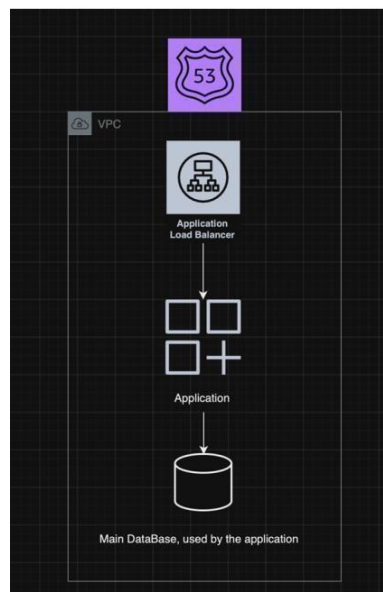 53
VPC
Application
Load Balancer
Application
Main DataBase, used by the application